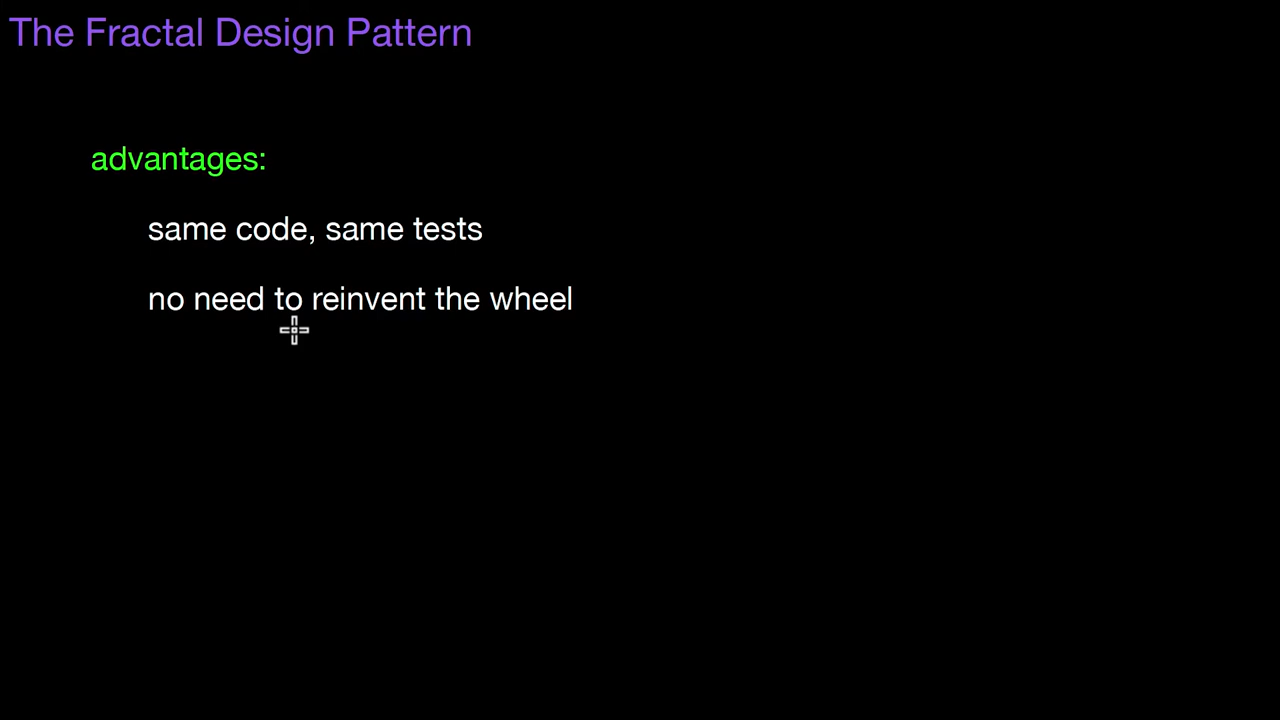 The Fractal Design Pattern
advantages:
same code, same tests
no need to reinvent the wheel